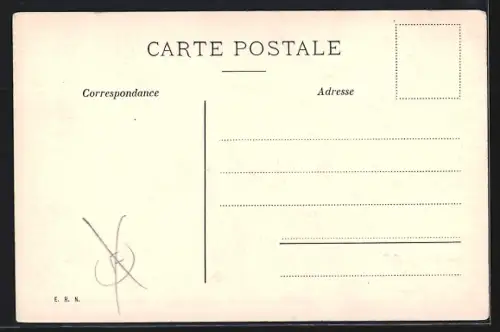 CARTE POSTALE
Correspondance
Adresse
E. R. N.